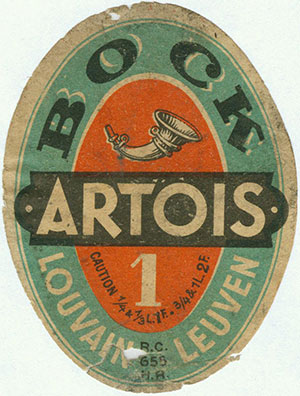 BOCK
ARTOIS
1
CAUTION 1/4 & 1/3 L. 1F. - 3/4 & 1L. 2F.
LOUVAIN LEUVEN
R.C.
655
H.R.